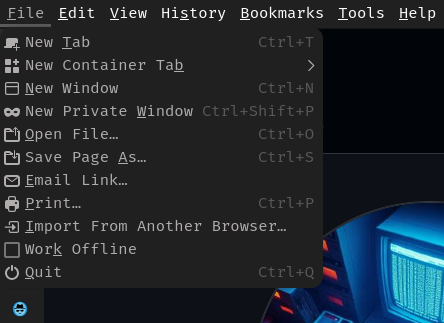 File Edit View History Bookmarks Tools Help
New Tab Ctrl+T
New Container Tab
New Window Ctrl+N
New Private Window Ctrl+Shift+P
Open File… Ctrl+O
Save Page As… Ctrl+S
Email Link…
Print… Ctrl+P
Import From Another Browser…
Work Offline
Quit Ctrl+Q